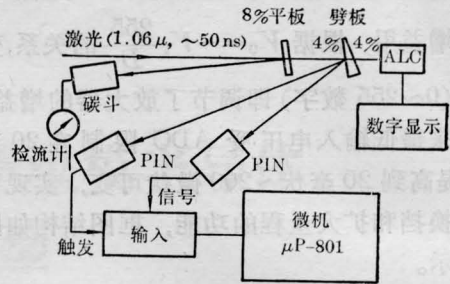 8%平板
劈板
激光(1.06μ, ~50 ns)
4%
4%
ALC
碳斗
数字显示
检流计
PIN
PIN
信号
触发
输入
微机
μP-801